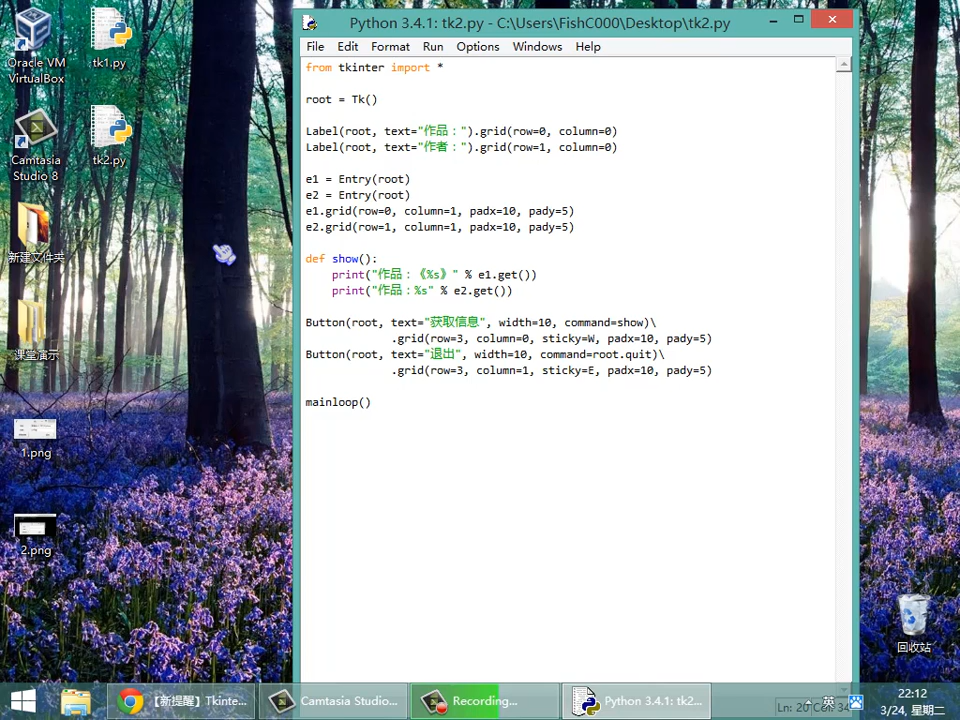 Oracle VM
VirtualBox
tk1.py
Camtasia
Studio 8
tk2.py
新建文件夹
课堂演示
1.png
2.png
Python 3.4.1: tk2.py - C:\Users\FishC000\Desktop\tk2.py
File Edit Format Run Options Windows Help
from tkinter import *
root = Tk()
Label(root, text="作品：").grid(row=0, column=0)
Label(root, text="作者：").grid(row=1, column=0)
e1 = Entry(root)
e2 = Entry(root)
e1.grid(row=0, column=1, padx=10, pady=5)
e2.grid(row=1, column=1, padx=10, pady=5)
def show():
    print("作品：《%s》" % e1.get())
    print("作品：%s" % e2.get())
Button(root, text="获取信息", width=10, command=show)\
             .grid(row=3, column=0, sticky=W, padx=10, pady=5)
Button(root, text="退出", width=10, command=root.quit)\
             .grid(row=3, column=1, sticky=E, padx=10, pady=5)
mainloop()
回收站
【新提醒】Tkinte...
Camtasia Studio...
Recording...
Python 3.4.1: tk2...
Ln: 20 Col: 34
英
22:12
3/24, 星期二